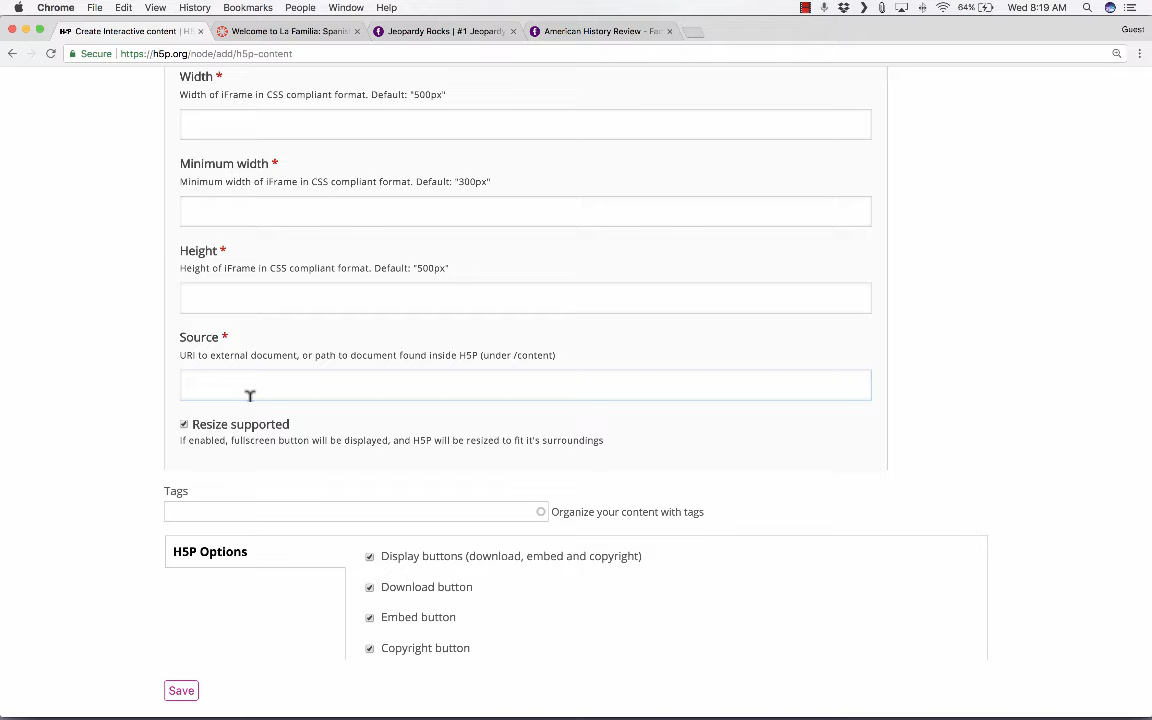 Chrome File Edit View History Bookmarks People Window Help 64% Wed 8:19 AM
H5P Create Interactive content | H5 Welcome to La Familia: Spanis Jeopardy Rocks | #1 Jeopardy American History Review - Fam Guest
Secure https://h5p.org/node/add/h5p-content
Width *
Width of iFrame in CSS compliant format. Default: "500px"
Minimum width *
Minimum width of iFrame in CSS compliant format. Default: "300px"
Height *
Height of iFrame in CSS compliant format. Default: "500px"
Source *
URI to external document, or path to document found inside H5P (under /content)
Resize supported
If enabled, fullscreen button will be displayed, and H5P will be resized to fit it's surroundings
Tags
Organize your content with tags
H5P Options
Display buttons (download, embed and copyright)
Download button
Embed button
Copyright button
Save